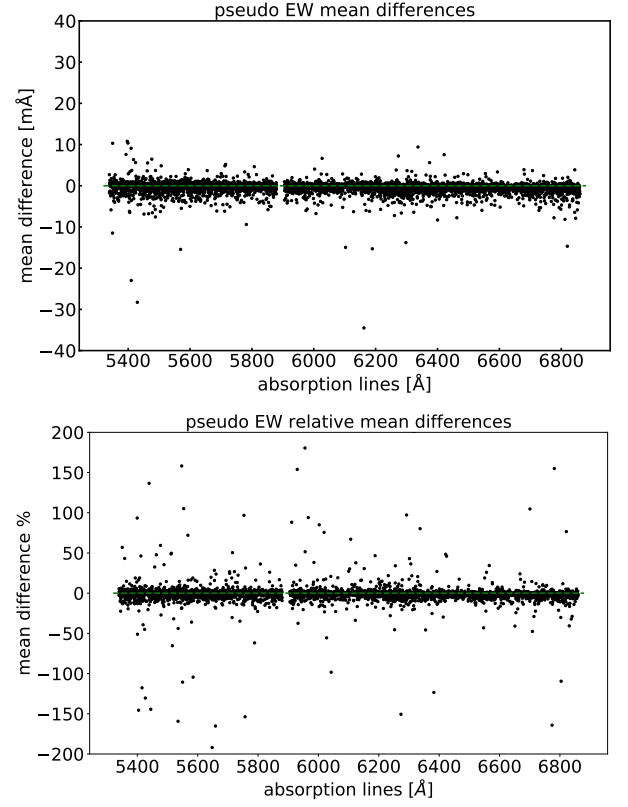 pseudo EW mean differences
40
30
20
10
0
−10
−20
−30
−40
mean difference [mÅ]
5400 5600 5800 6000 6200 6400 6600 6800
absorption lines [Å]
pseudo EW relative mean differences
200
150
100
50
0
−50
−100
−150
−200
mean difference %
5400 5600 5800 6000 6200 6400 6600 6800
absorption lines [Å]